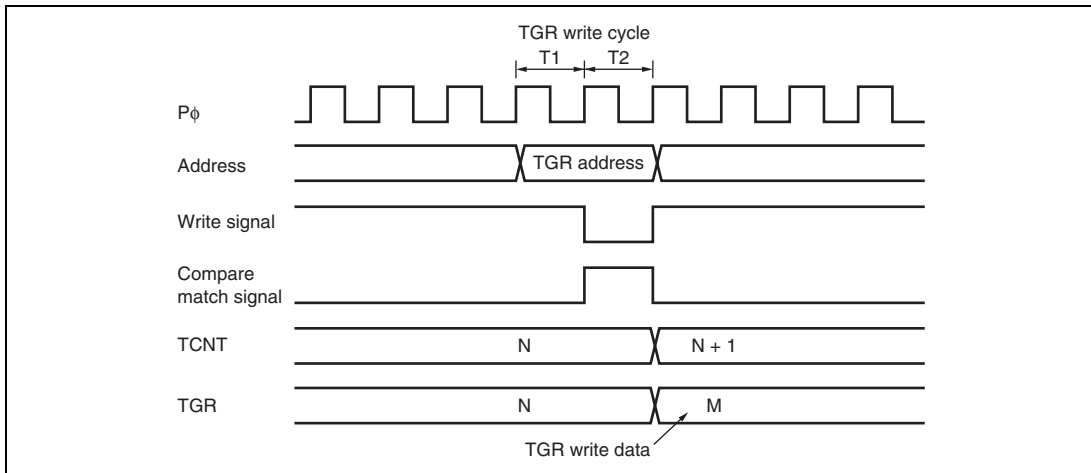 TGR write cycle
T1 T2
Pϕ
Address TGR address
Write signal
Compare
match signal
TCNT N N + 1
TGR N M
TGR write data